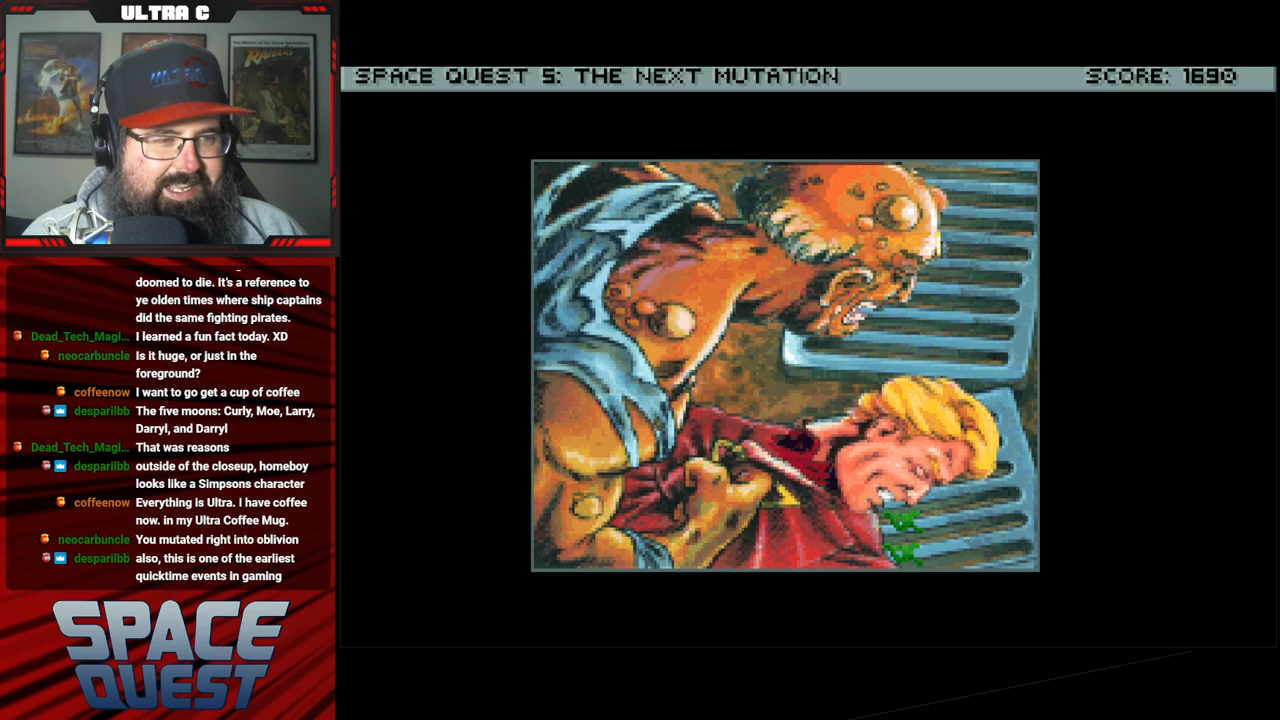 ULTRA C
RAIDERS
SPACE QUEST 5: THE NEXT MUTATION
SCORE: 1690
doomed to die. It's a reference to
ye olden times where ship captains
did the same fighting pirates.
Dead_Tech_Magi... I learned a fun fact today. XD
neocarbuncle Is it huge, or just in the
foreground?
coffeenow I want to go get a cup of coffee
desparilbb The five moons: Curly, Moe, Larry,
Darryl, and Darryl
Dead_Tech_Magi... That was reasons
desparilbb outside of the closeup, homeboy
looks like a Simpsons character
coffeenow Everything is Ultra. I have coffee
now. in my Ultra Coffee Mug.
neocarbuncle You mutated right into oblivion
desparilbb also, this is one of the earliest
quicktime events in gaming
SPACE
QUEST